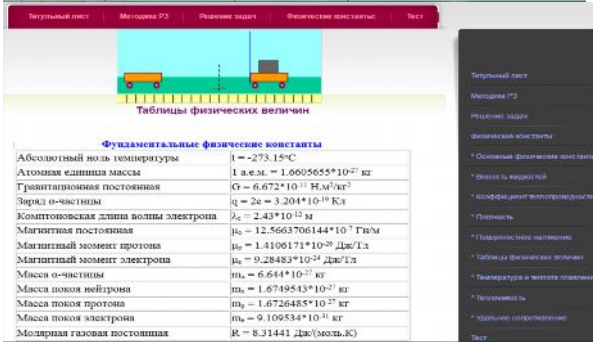 Титульный лист Методика РЗ Решение задач Физические константы: Тест
Таблицы физических величин
Фундаментальные физические константы
Абсолютный ноль температуры t = -273.15ºC
Атомная единица массы 1 а.е.м. = 1.6605655*10⁻²⁷ кг
Гравитационная постоянная G = 6.672*10⁻¹¹ Н.м²/кг²
Заряд α-частицы q = 2e = 3.204*10⁻¹⁹ Кл
Комптоновская длина волны электрона λc = 2.43*10⁻¹² м
Магнитная постоянная μo = 12.5663706144*10⁻⁷ Гн/м
Магнитный момент протона μp = 1.4106171*10⁻²⁶ Дж/Тл
Магнитный момент электрона μe = 9.28483*10⁻²⁴ Дж/Тл
Масса α-частицы mα = 6.644*10⁻²⁷ кг
Масса покоя нейтрона mn = 1.6749543*10⁻²⁷ кг
Масса покоя протона mp = 1.6726485*10⁻²⁷ кг
Масса покоя электрона me = 9.109534*10⁻³¹ кг
Молярная газовая постоянная R = 8.31441 Дж/(моль.К)
Титульный лист
Методика РЗ
Решение задач
Физические константы:
* Основные физические констант
* Вязкость жидкостей
* Коэффициент теплопроводност
* Плотность
* Поверхностное натяжение
* Таблицы физических величин
* Температура и теплота плавлени
* Теплоемкость
* Удельное сопротивление
Тест